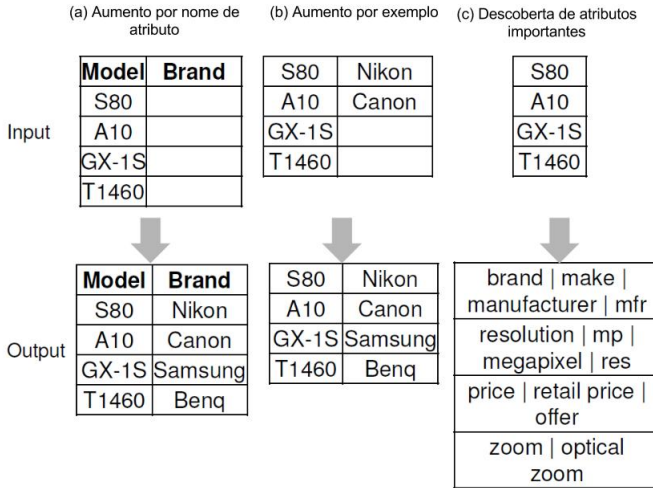 (a) Aumento por nome de
atributo
(b) Aumento por exemplo
(c) Descoberta de atributos
importantes
Input
Model Brand
S80
A10
GX-1S
T1460
S80 Nikon
A10 Canon
GX-1S
T1460
S80
A10
GX-1S
T1460
Output
Model Brand
S80 Nikon
A10 Canon
GX-1S Samsung
T1460 Benq
S80 Nikon
A10 Canon
GX-1S Samsung
T1460 Benq
brand | make |
manufacturer | mfr
resolution | mp |
megapixel | res
price | retail price |
offer
zoom | optical
zoom